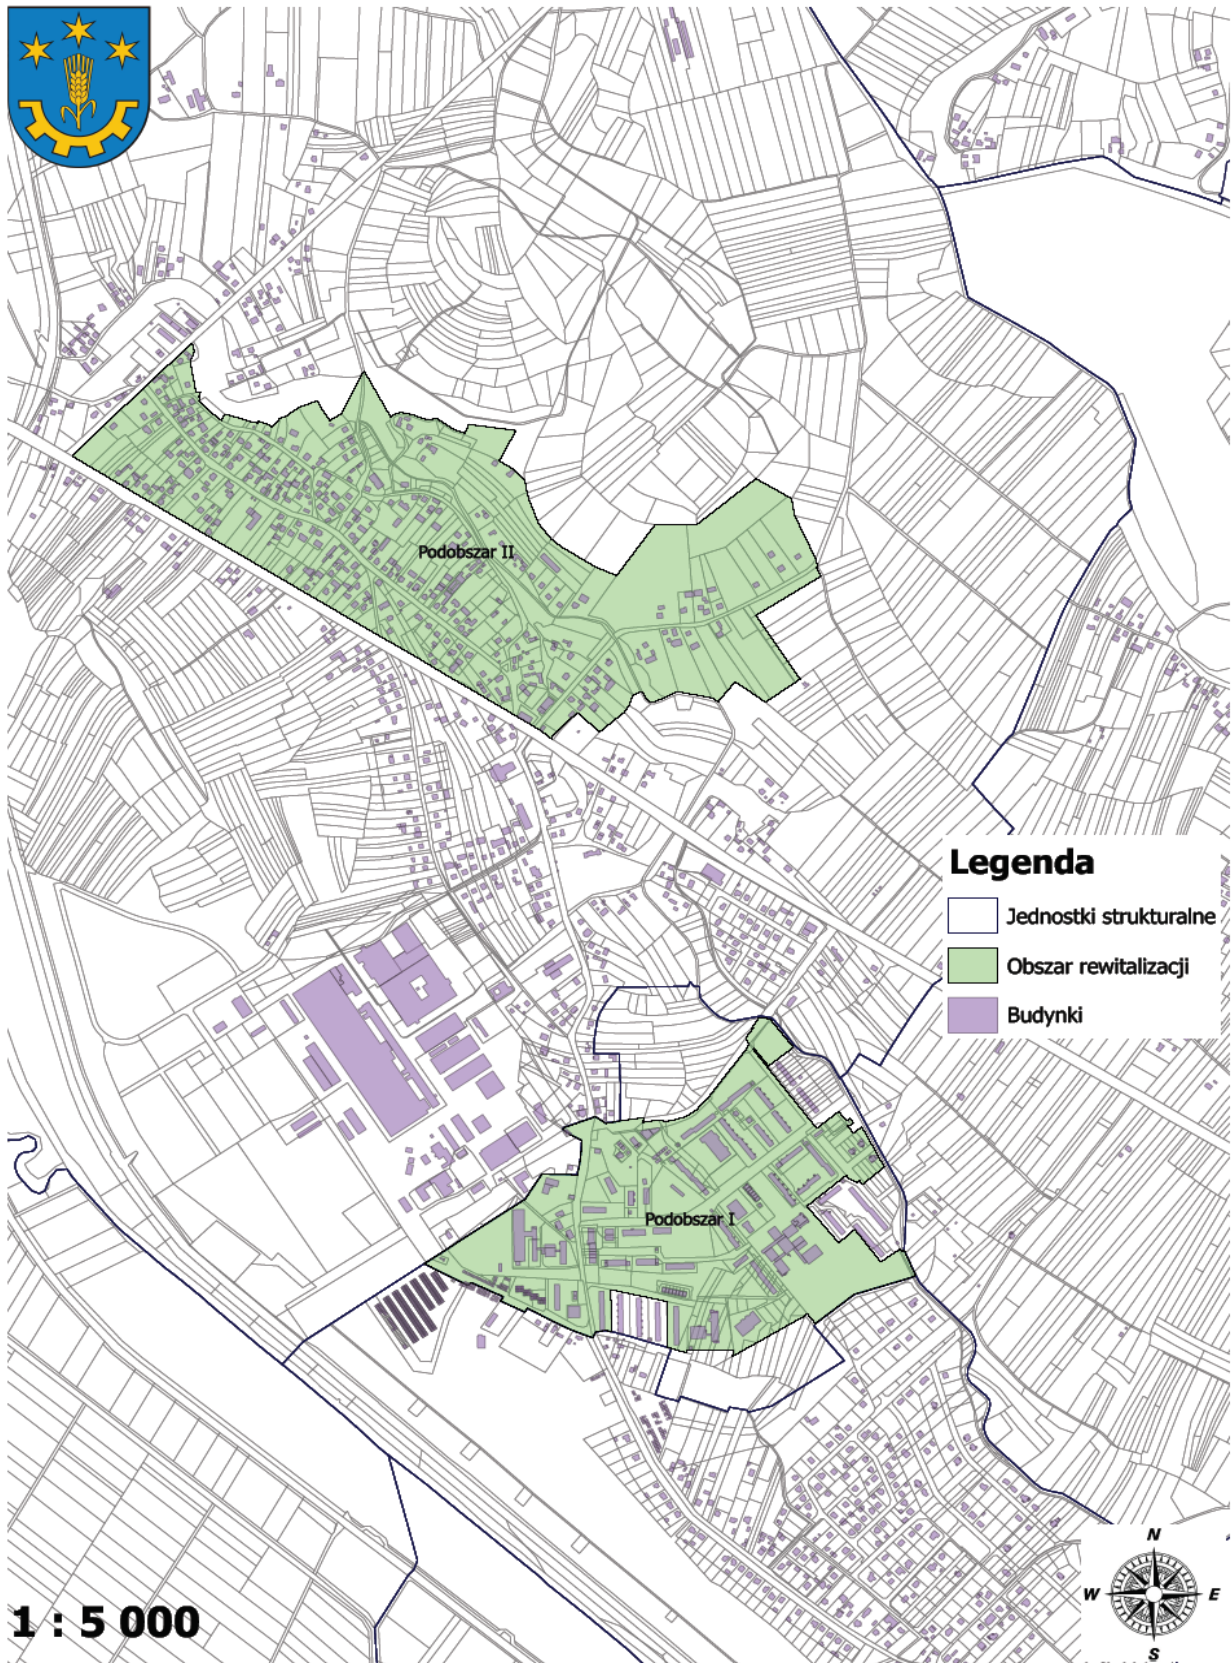 Podobszar II
Legenda
Jednostki strukturalne
Obszar rewitalizacji
Budynki
Podobszar I
N
W
E
S
1 : 5 000